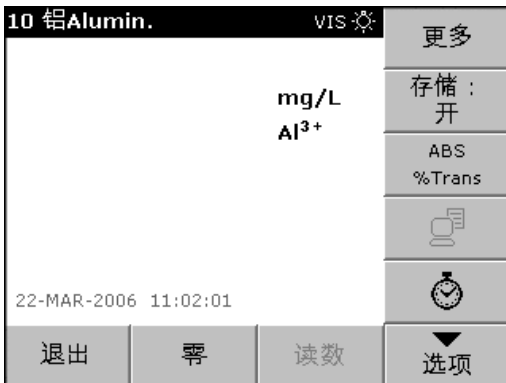 10 铝Alumin. VIS
更多
存储：
开
mg/L
Al³⁺
ABS
%Trans
22-MAR-2006 11:02:01
退出
零
读数
选项